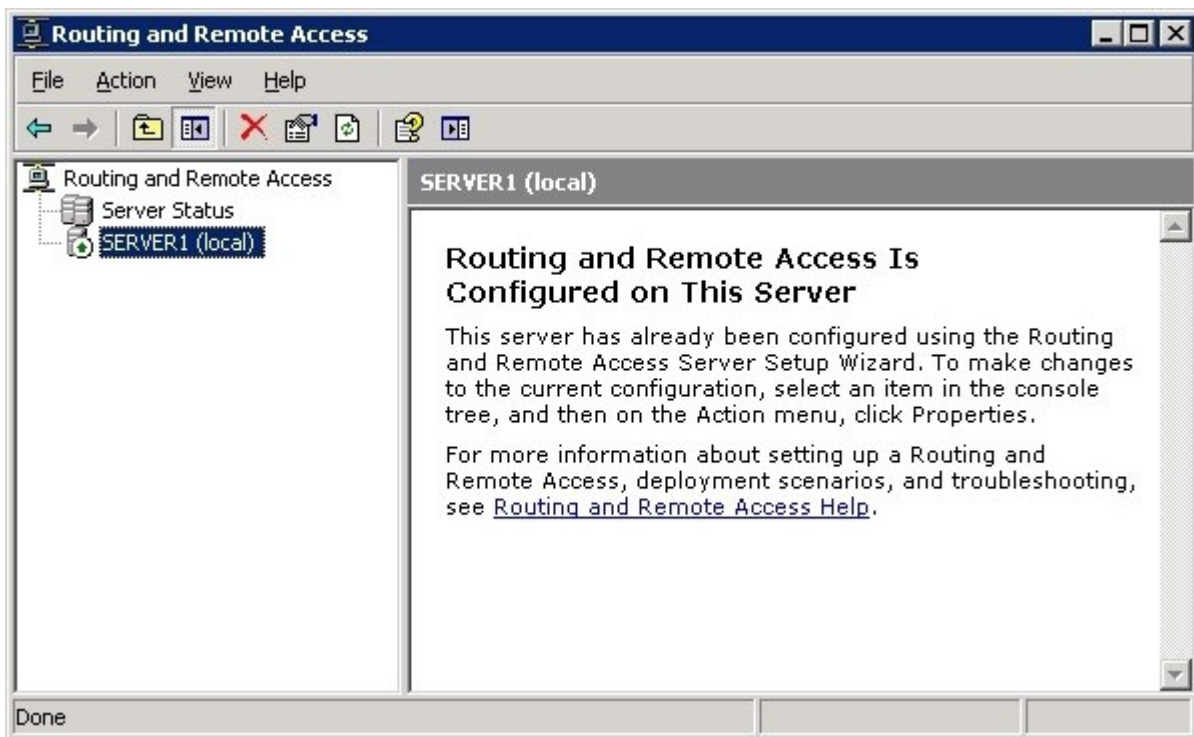 Routing and Remote Access
File Action View Help
Routing and Remote Access
Server Status
SERVER1 (local)
SERVER1 (local)
Routing and Remote Access Is
Configured on This Server
This server has already been configured using the Routing
and Remote Access Server Setup Wizard. To make changes
to the current configuration, select an item in the console
tree, and then on the Action menu, click Properties.
For more information about setting up a Routing and
Remote Access, deployment scenarios, and troubleshooting,
see Routing and Remote Access Help.
Done